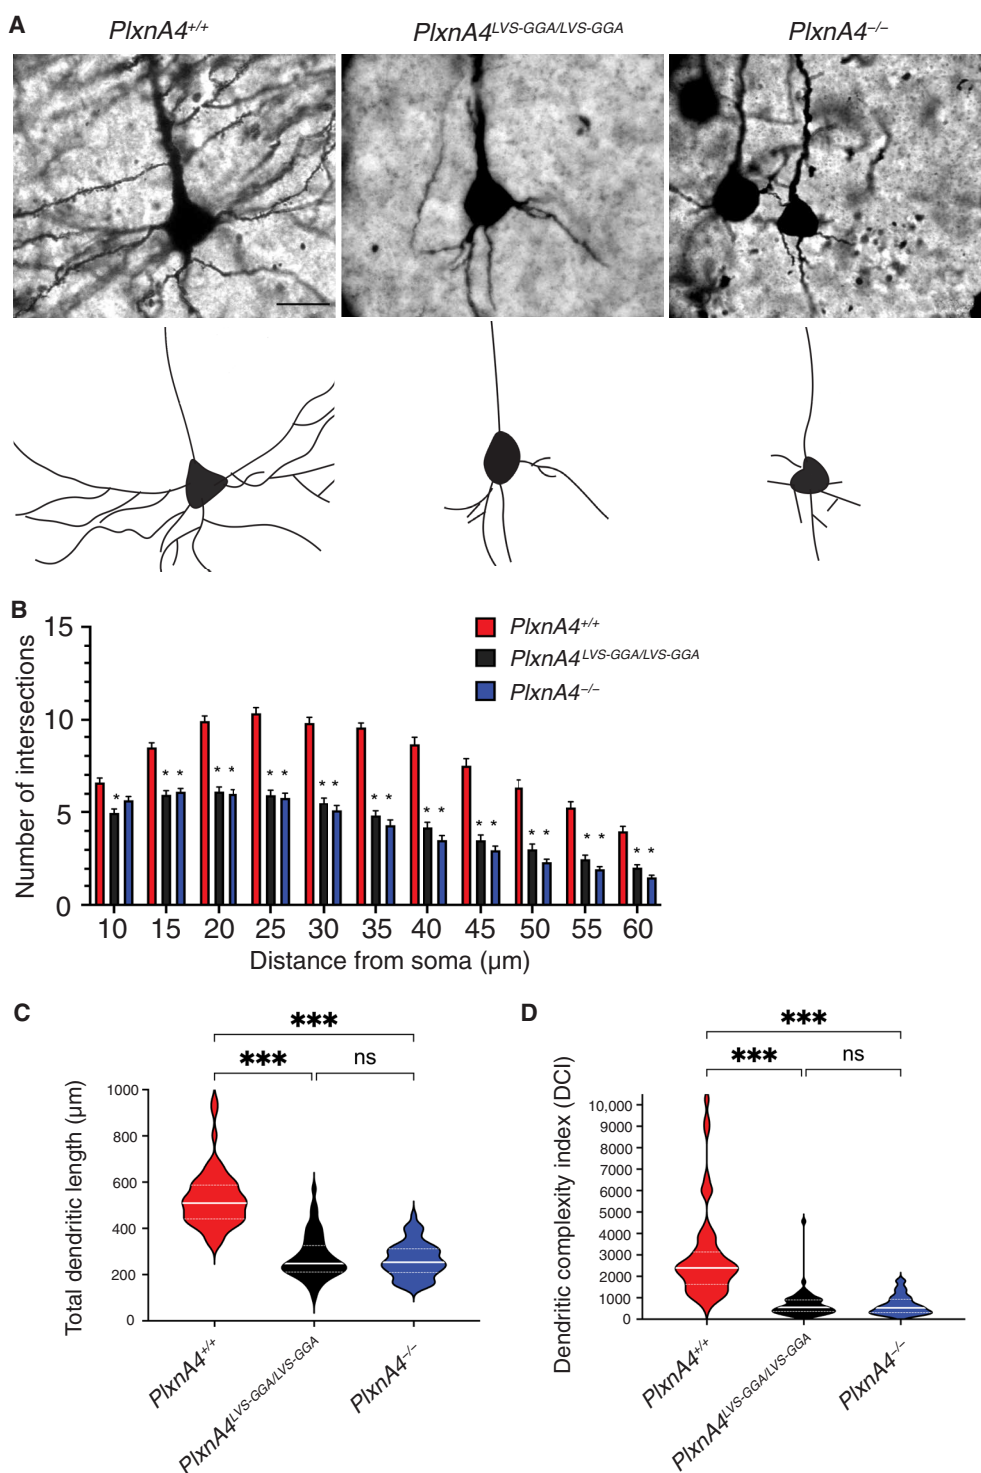 A
PlxnA4+/+
PlxnA4LVS-GGA/LVS-GGA
PlxnA4–/–
B
Number of intersections
15
10
5
0
PlxnA4+/+
PlxnA4LVS-GGA/LVS-GGA
PlxnA4–/–
*
* *
* *
* *
* *
* *
* *
* *
* *
* *
* *
10 15 20 25 30 35 40 45 50 55 60
Distance from soma (µm)
C
✱✱✱
✱✱✱
ns
Total dendritic length (µm)
1000
800
600
400
200
0
PlxnA4+/+
PlxnA4LVS-GGA/LVS-GGA
PlxnA4–/–
D
✱✱✱
✱✱✱
ns
Dendritic complexity index (DCI)
10,000
9000
8000
7000
6000
5000
4000
3000
2000
1000
0
PlxnA4+/+
PlxnA4LVS-GGA/LVS-GGA
PlxnA4–/–